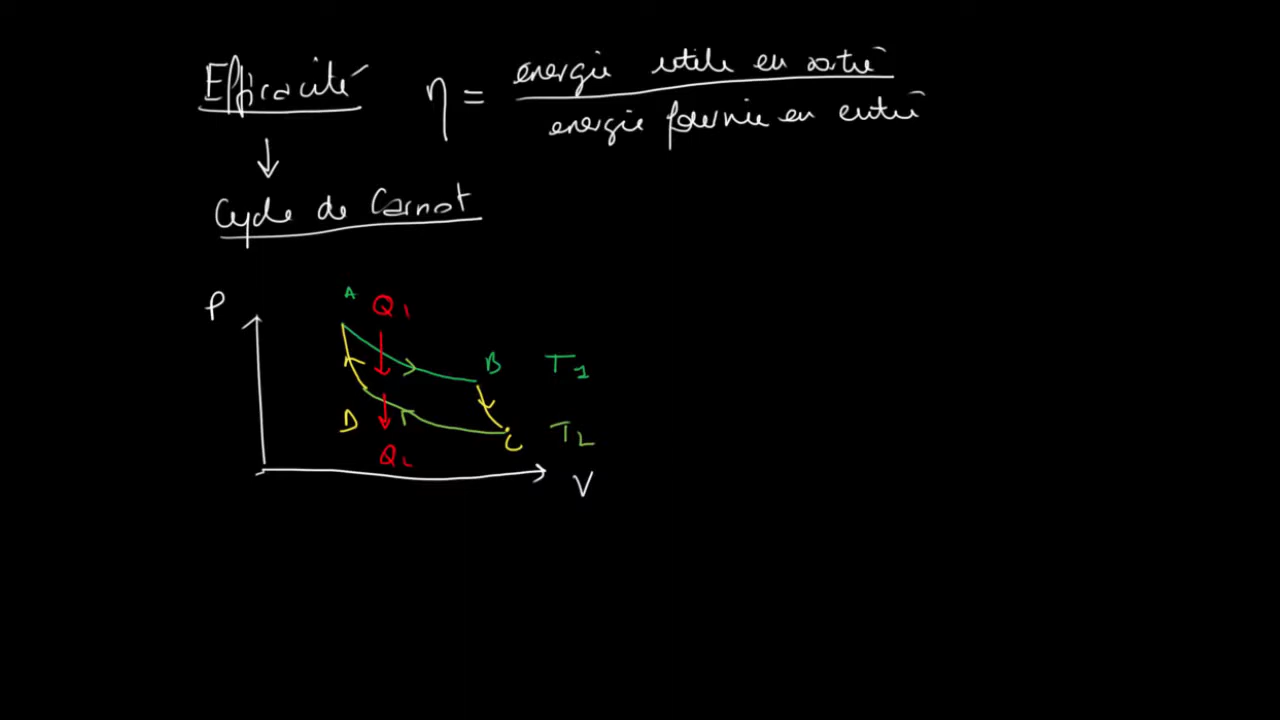 Efficacité η = energie utile en sortie
energie fournie en entrée
Cycle de Carnot
P
A Q1
B T1
D C T2
Q2
V